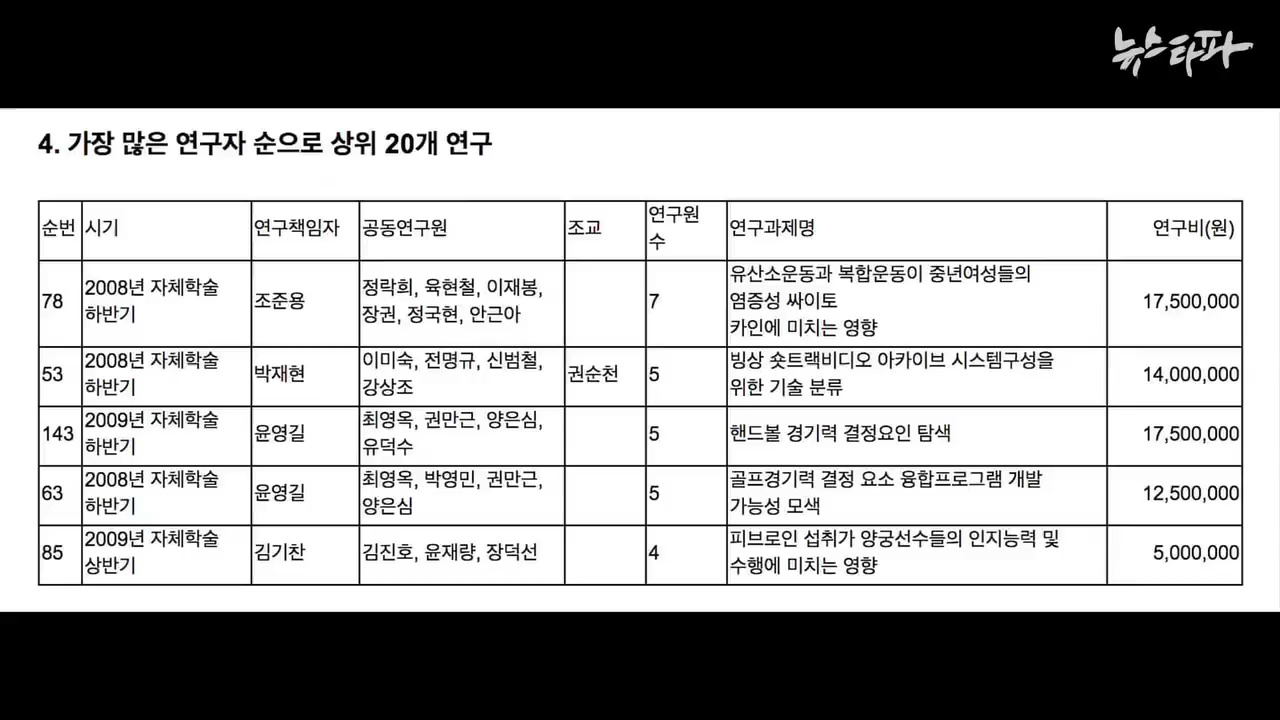 뉴스타파
4. 가장 많은 연구자 순으로 상위 20개 연구
순번 시기 연구책임자 공동연구원 조교 연구원 수 연구과제명 연구비(원)
78 2008년 자체학술 하반기 조준용 정락희, 육현철, 이재봉, 장권, 정국현, 안근아 7 유산소운동과 복합운동이 중년여성들의 염증성 싸이토 카인에 미치는 영향 17,500,000
53 2008년 자체학술 하반기 박재현 이미숙, 전명규, 신범철, 강상조 권순천 5 빙상 숏트랙비디오 아카이브 시스템구성을 위한 기술 분류 14,000,000
143 2009년 자체학술 하반기 윤영길 최영옥, 권만근, 양은심, 유덕수 5 핸드볼 경기력 결정요인 탐색 17,500,000
63 2008년 자체학술 하반기 윤영길 최영옥, 박영민, 권만근, 양은심 5 골프경기력 결정 요소 융합프로그램 개발 가능성 모색 12,500,000
85 2009년 자체학술 상반기 김기찬 김진호, 윤재량, 장덕선 4 피브로인 섭취가 양궁선수들의 인지능력 및 수행에 미치는 영향 5,000,000